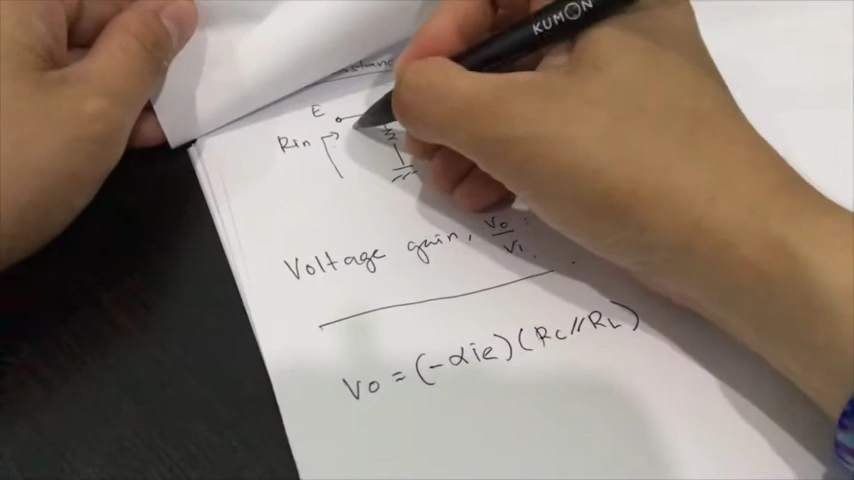 KUMON
E
Rin
Voltage gain, Vo/Vi :
Vo = (-αie)(Rc//RL)